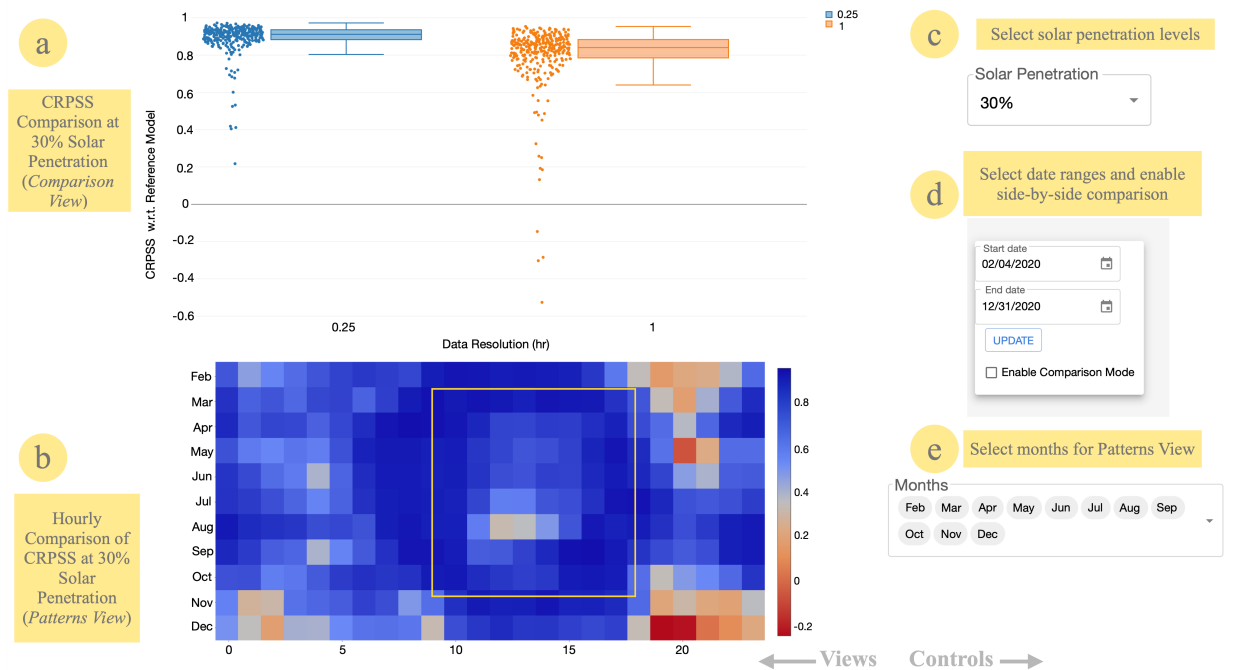 a
CRPSS
Comparison at
30% Solar
Penetration
(Comparison
View)
CRPSS w.r.t. Reference Model
1
0.8
0.6
0.4
0.2
0
-0.2
-0.4
-0.6
0.25
1
Data Resolution (hr)
0.25
1
b
Hourly
Comparison of
CRPSS at 30%
Solar
Penetration
(Patterns View)
Feb
Mar
Apr
May
Jun
Jul
Aug
Sep
Oct
Nov
Dec
0
5
10
15
20
0.8
0.6
0.4
0.2
0
-0.2
Views
Controls
c
Select solar penetration levels
Solar Penetration
30%
d
Select date ranges and enable
side-by-side comparison
Start date
02/04/2020
End date
12/31/2020
UPDATE
Enable Comparison Mode
e
Select months for Patterns View
Months
Feb Mar Apr May Jun Jul Aug Sep
Oct Nov Dec